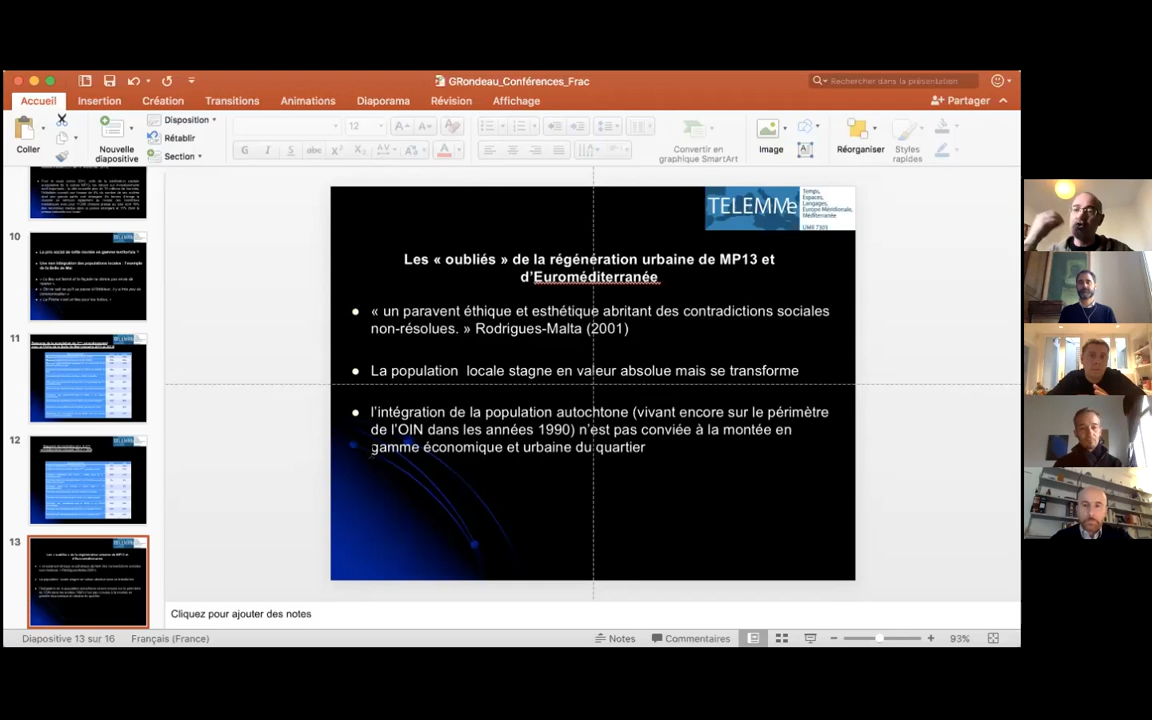 GRondeau_Conférences_Frac
Rechercher dans la présentation
Accueil
Insertion
Création
Transitions
Animations
Diaporama
Révision
Affichage
Partager
Coller
Nouvelle
diapositive
Disposition
Rétablir
Section
12
Convertir en
graphique SmartArt
Image
Réorganiser
Styles
rapides
10
11
12
13
TELEMMe
Temps,
Espaces,
Langages,
Europe Méridionale,
Méditerranée
UMR 7303
Les « oubliés » de la régénération urbaine de MP13 et
d'Euroméditerranée
« un paravent éthique et esthétique abritant des contradictions sociales
non-résolues. » Rodrigues-Malta (2001)
La population locale stagne en valeur absolue mais se transforme
l'intégration de la population autochtone (vivant encore sur le périmètre
de l'OIN dans les années 1990) n'est pas conviée à la montée en
gamme économique et urbaine du quartier
Cliquez pour ajouter des notes
Diapositive 13 sur 16
Français (France)
Notes
Commentaires
93%